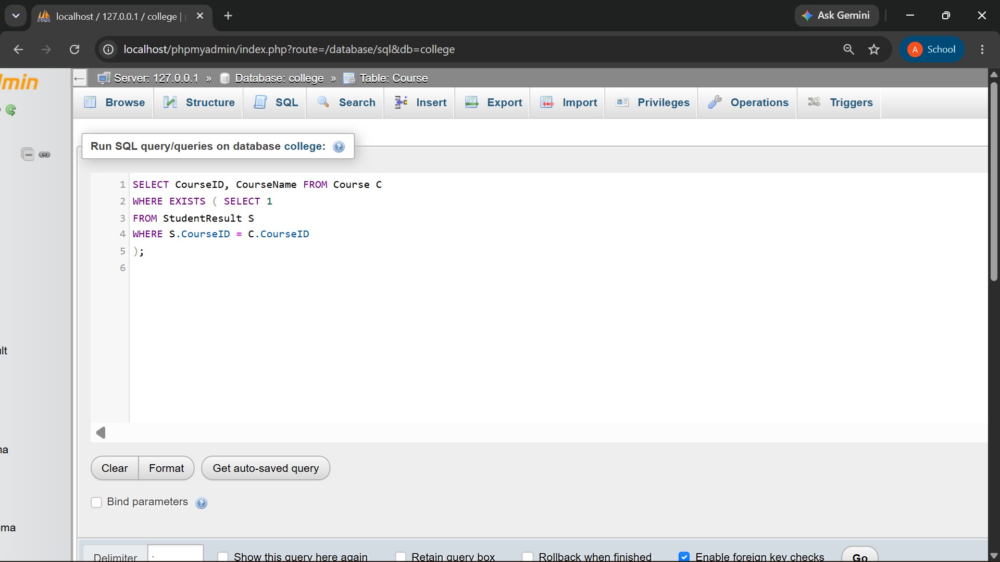 localhost / 127.0.0.1 / college |
Ask Gemini
localhost/phpmyadmin/index.php?route=/database/sql&db=college
A School
min
Server: 127.0.0.1 » Database: college » Table: Course
Browse Structure SQL Search Insert Export Import Privileges Operations Triggers
Run SQL query/queries on database college:
1 SELECT CourseID, CourseName FROM Course C
2 WHERE EXISTS ( SELECT 1
3 FROM StudentResult S
4 WHERE S.CourseID = C.CourseID
5 );
6
lt
na
ma
Clear Format Get auto-saved query
Bind parameters
Delimiter ; Show this query here again Retain query box Rollback when finished Enable foreign key checks Go